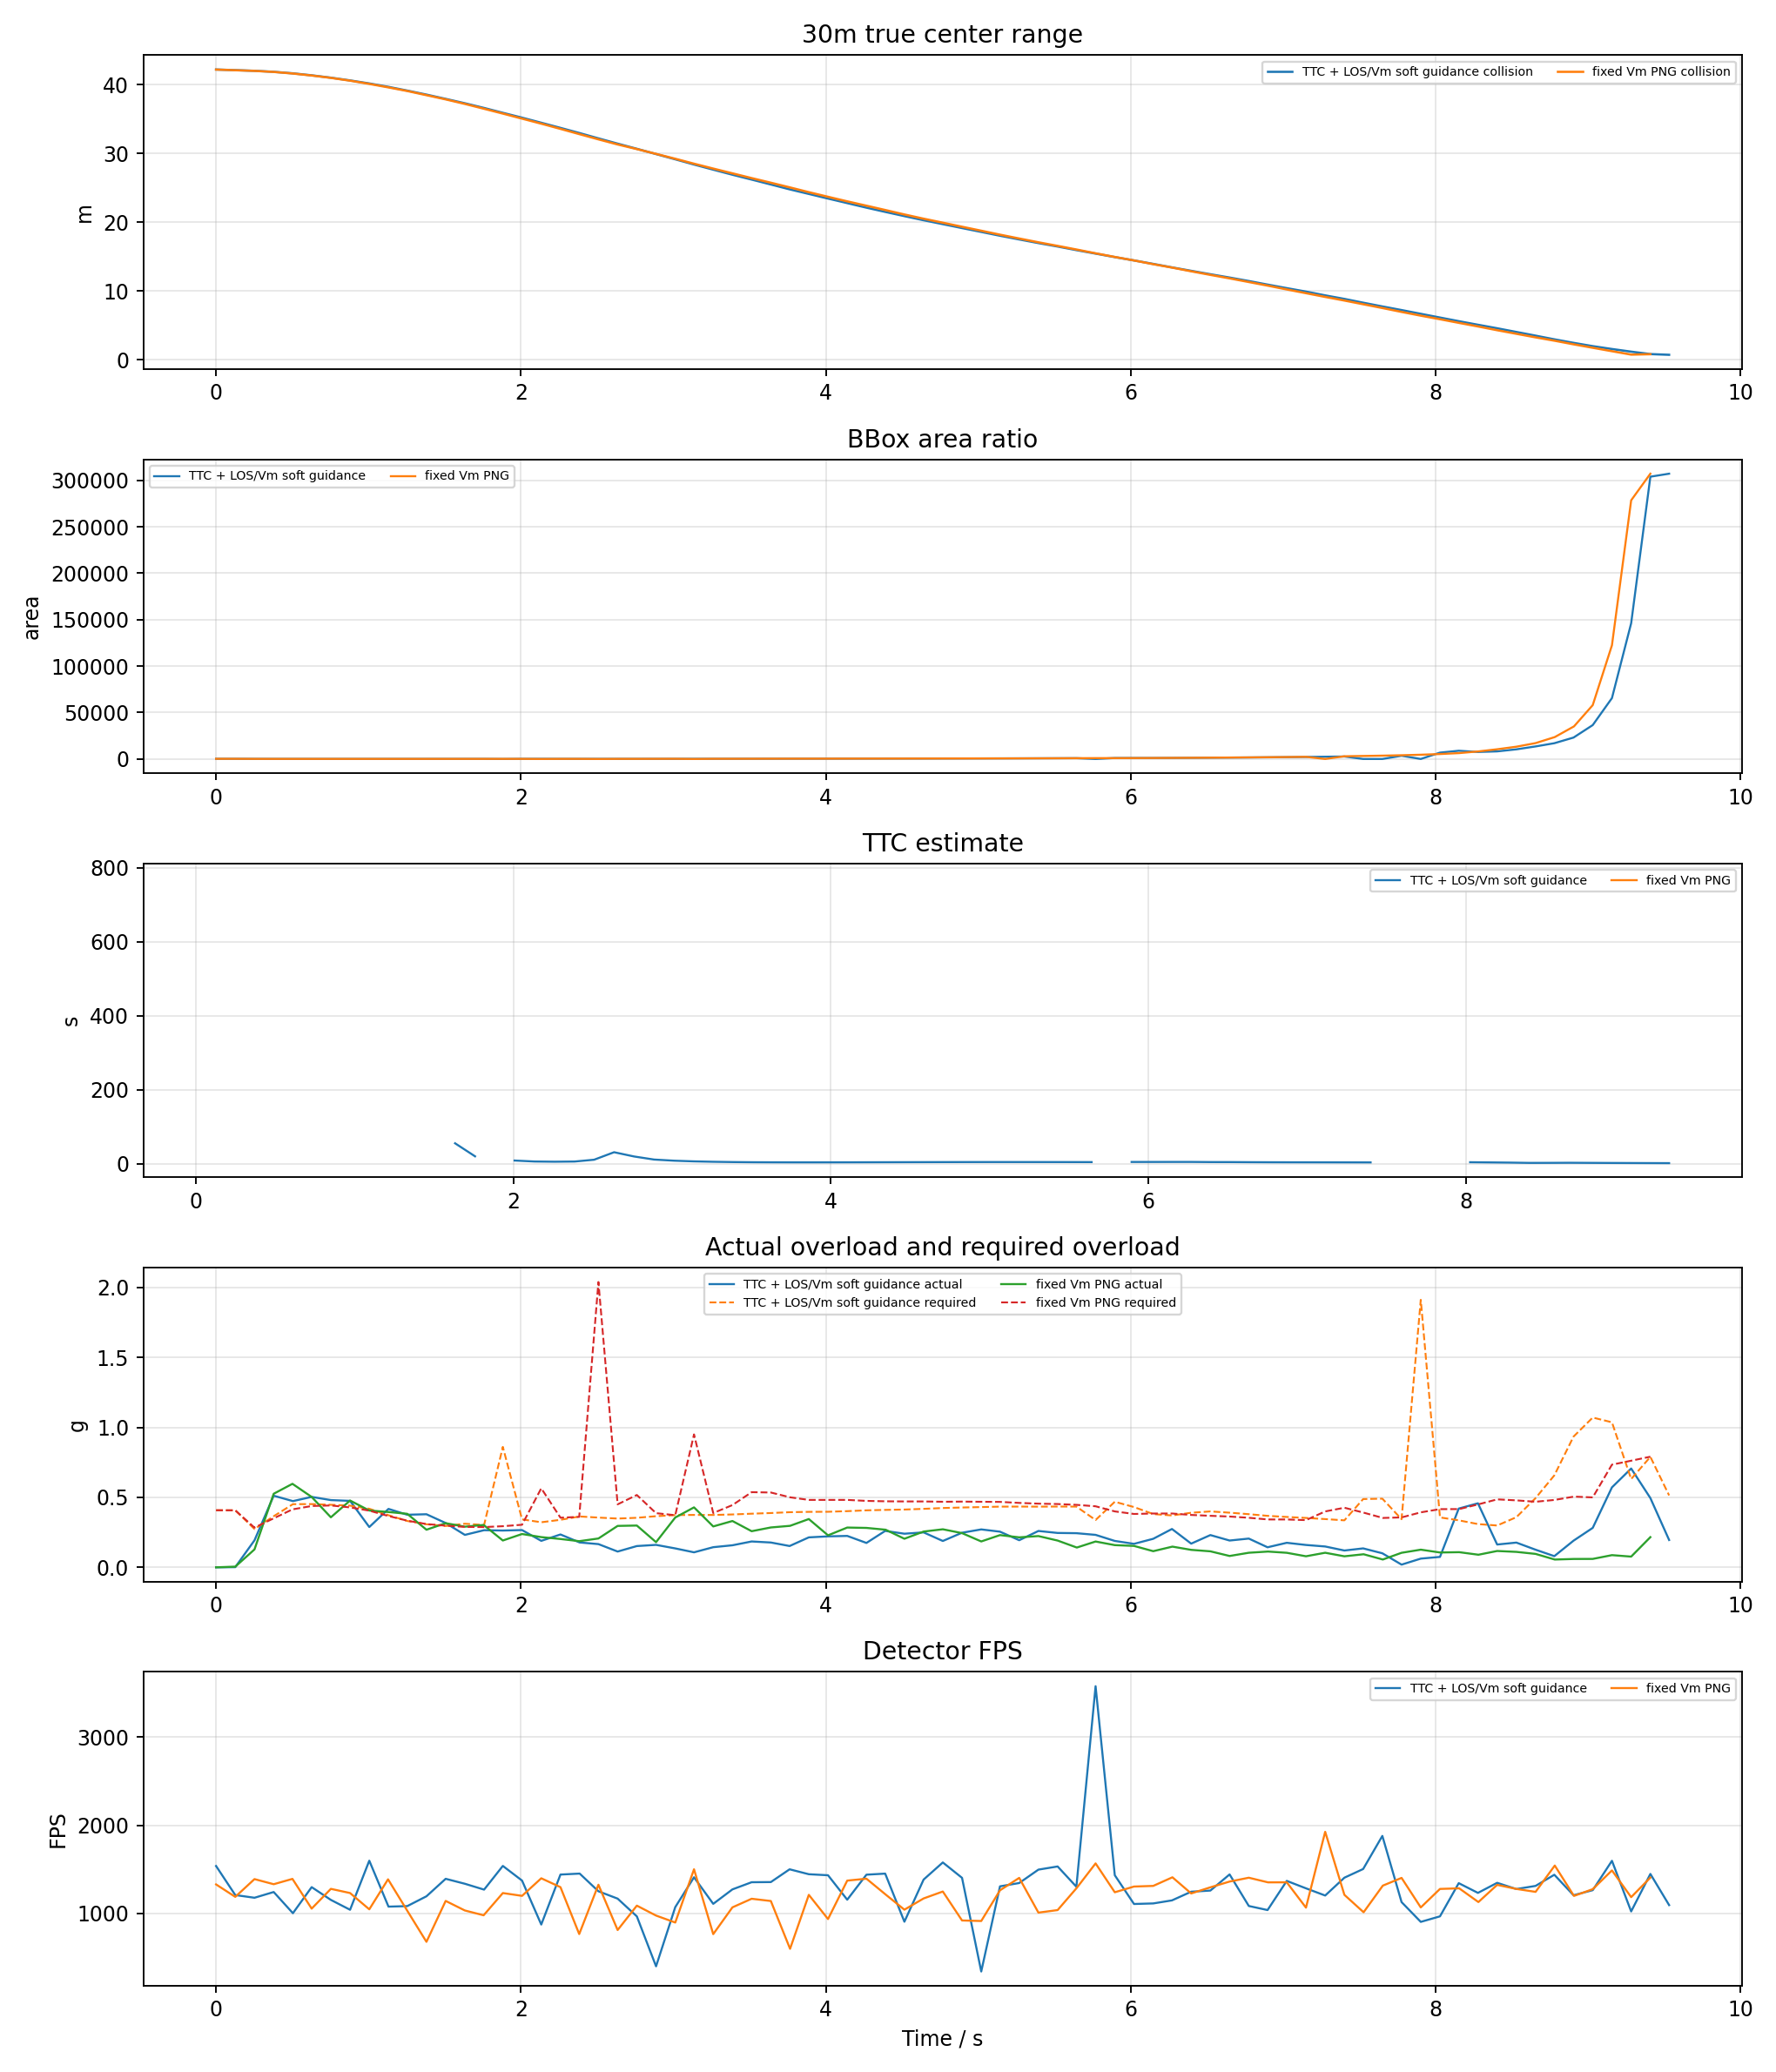 30m true center range
TTC + LOS/Vm soft guidance collision fixed Vm PNG collision
40
30
20
10
0
m
0 2 4 6 8 10
BBox area ratio
TTC + LOS/Vm soft guidance fixed Vm PNG
300000
250000
200000
150000
100000
50000
0
area
0 2 4 6 8 10
TTC estimate
TTC + LOS/Vm soft guidance fixed Vm PNG
800
600
400
200
0
s
0 2 4 6 8
Actual overload and required overload
TTC + LOS/Vm soft guidance actual fixed Vm PNG actual
TTC + LOS/Vm soft guidance required fixed Vm PNG required
2.0
1.5
1.0
0.5
0.0
g
0 2 4 6 8 10
Detector FPS
TTC + LOS/Vm soft guidance fixed Vm PNG
3000
2000
1000
FPS
0 2 4 6 8 10
Time / s